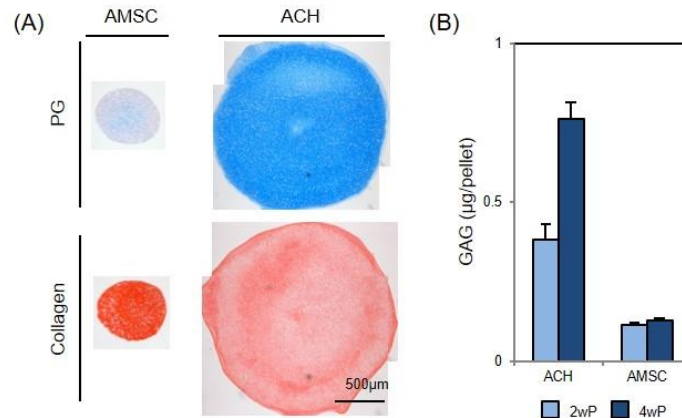 (A)
AMSC
ACH
PG
Collagen
500µm
(B)
GAG (µg/pellet)
1
0.5
0
ACH
AMSC
2wP
4wP